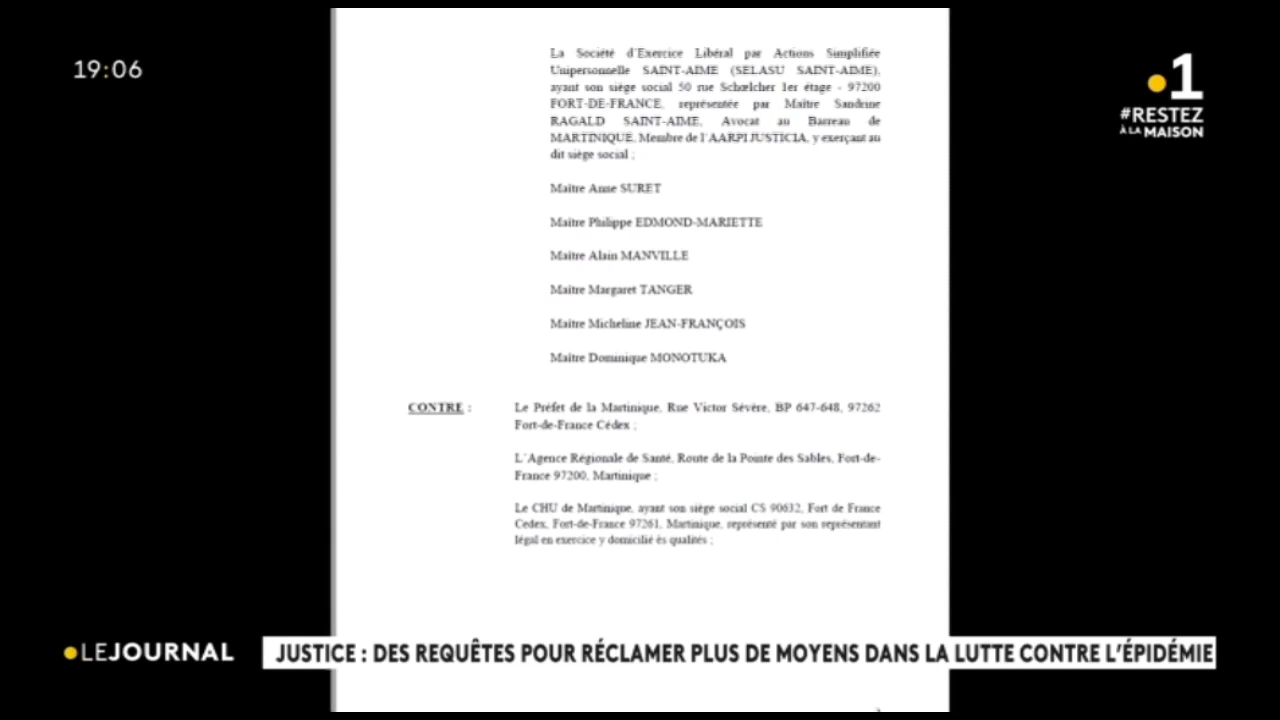 19:06
1
#RESTEZ
À LA MAISON
La Société d'Exercice Libéral par Actions Simplifiée
Unipersonnelle SAINT-AIME (SELASU SAINT-AIME),
ayant son siège social 50 rue Schœlcher 1er étage - 97200
FORT-DE-FRANCE, représentée par Maître Sandrine
RAGALD SAINT-AIME, Avocat au Barreau de
MARTINIQUE, Membre de l'AARPI JUSTICIA, y exerçant au
dit siège social ;
Maître Anne SURET
Maître Philippe EDMOND-MARIETTE
Maître Alain MANVILLE
Maître Margaret TANGER
Maître Micheline JEAN-FRANÇOIS
Maître Dominique MONOTUKA
CONTRE :
Le Préfet de la Martinique, Rue Victor Sévère, BP 647-648, 97262
Fort-de-France Cédex ;
L'Agence Régionale de Santé, Route de la Pointe des Sables, Fort-de-
France 97200, Martinique ;
Le CHU de Martinique, ayant son siège social CS 90632, Fort de France
Cedex, Fort-de-France 97261, Martinique, représenté par son représentant
légal en exercice y domicilié ès qualités ;
LEJOURNAL
JUSTICE : DES REQUÊTES POUR RÉCLAMER PLUS DE MOYENS DANS LA LUTTE CONTRE L'ÉPIDÉMIE